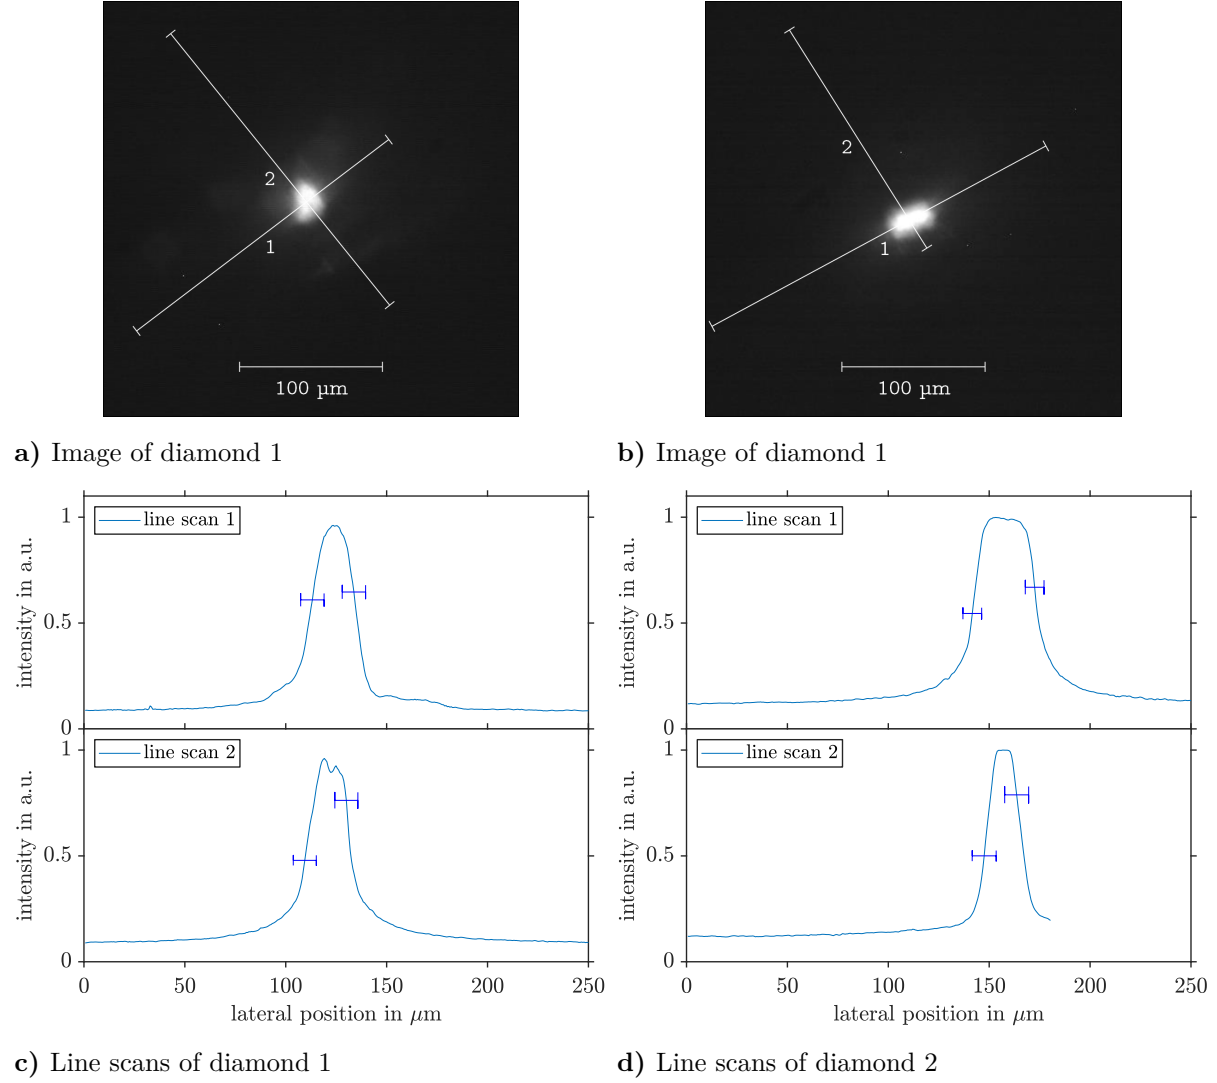 2
1
100 µm
2
1
100 µm
a) Image of diamond 1
b) Image of diamond 1
1
0.5
0
intensity in a.u.
line scan 1
1
0.5
0
intensity in a.u.
line scan 2
0 50 100 150 200 250
lateral position in µm
1
0.5
0
intensity in a.u.
line scan 1
1
0.5
0
intensity in a.u.
line scan 2
0 50 100 150 200 250
lateral position in µm
c) Line scans of diamond 1
d) Line scans of diamond 2